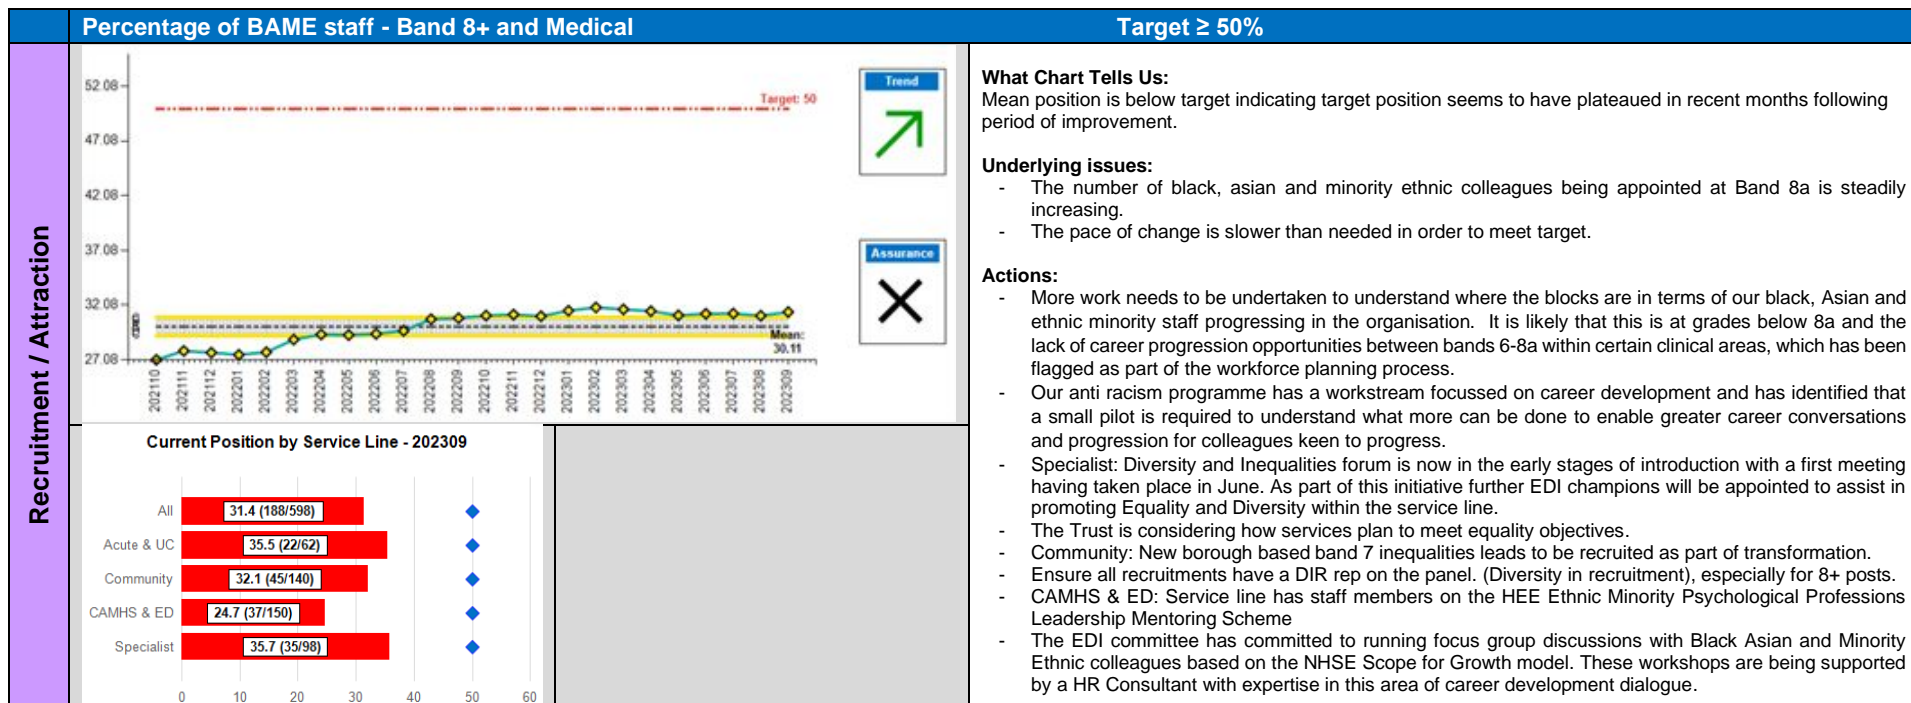 Percentage of BAME staff - Band 8+ and Medical
Target ≥ 50%
Recruitment / Attraction
52.08
47.08
42.08
37.08
32.08
27.08
Target: 50
Mean:
30.11
202110
202111
202112
202201
202202
202203
202204
202205
202206
202207
202208
202209
202210
202211
202212
202301
202302
202303
202304
202305
202306
202307
202308
202309
Trend
Assurance
Current Position by Service Line - 202309
All
31.4 (188/598)
Acute & UC
35.5 (22/62)
Community
32.1 (45/140)
CAMHS & ED
24.7 (37/150)
Specialist
35.7 (35/98)
0 10 20 30 40 50 60
What Chart Tells Us:
Mean position is below target indicating target position seems to have plateaued in recent months following
period of improvement.
Underlying issues:
- The number of black, asian and minority ethnic colleagues being appointed at Band 8a is steadily
increasing.
- The pace of change is slower than needed in order to meet target.
Actions:
- More work needs to be undertaken to understand where the blocks are in terms of our black, Asian and
ethnic minority staff progressing in the organisation. It is likely that this is at grades below 8a and the
lack of career progression opportunities between bands 6-8a within certain clinical areas, which has been
flagged as part of the workforce planning process.
- Our anti racism programme has a workstream focussed on career development and has identified that
a small pilot is required to understand what more can be done to enable greater career conversations
and progression for colleagues keen to progress.
- Specialist: Diversity and Inequalities forum is now in the early stages of introduction with a first meeting
having taken place in June. As part of this initiative further EDI champions will be appointed to assist in
promoting Equality and Diversity within the service line.
- The Trust is considering how services plan to meet equality objectives.
- Community: New borough based band 7 inequalities leads to be recruited as part of transformation.
- Ensure all recruitments have a DIR rep on the panel. (Diversity in recruitment), especially for 8+ posts.
- CAMHS & ED: Service line has staff members on the HEE Ethnic Minority Psychological Professions
Leadership Mentoring Scheme
- The EDI committee has committed to running focus group discussions with Black Asian and Minority
Ethnic colleagues based on the NHSE Scope for Growth model. These workshops are being supported
by a HR Consultant with expertise in this area of career development dialogue.